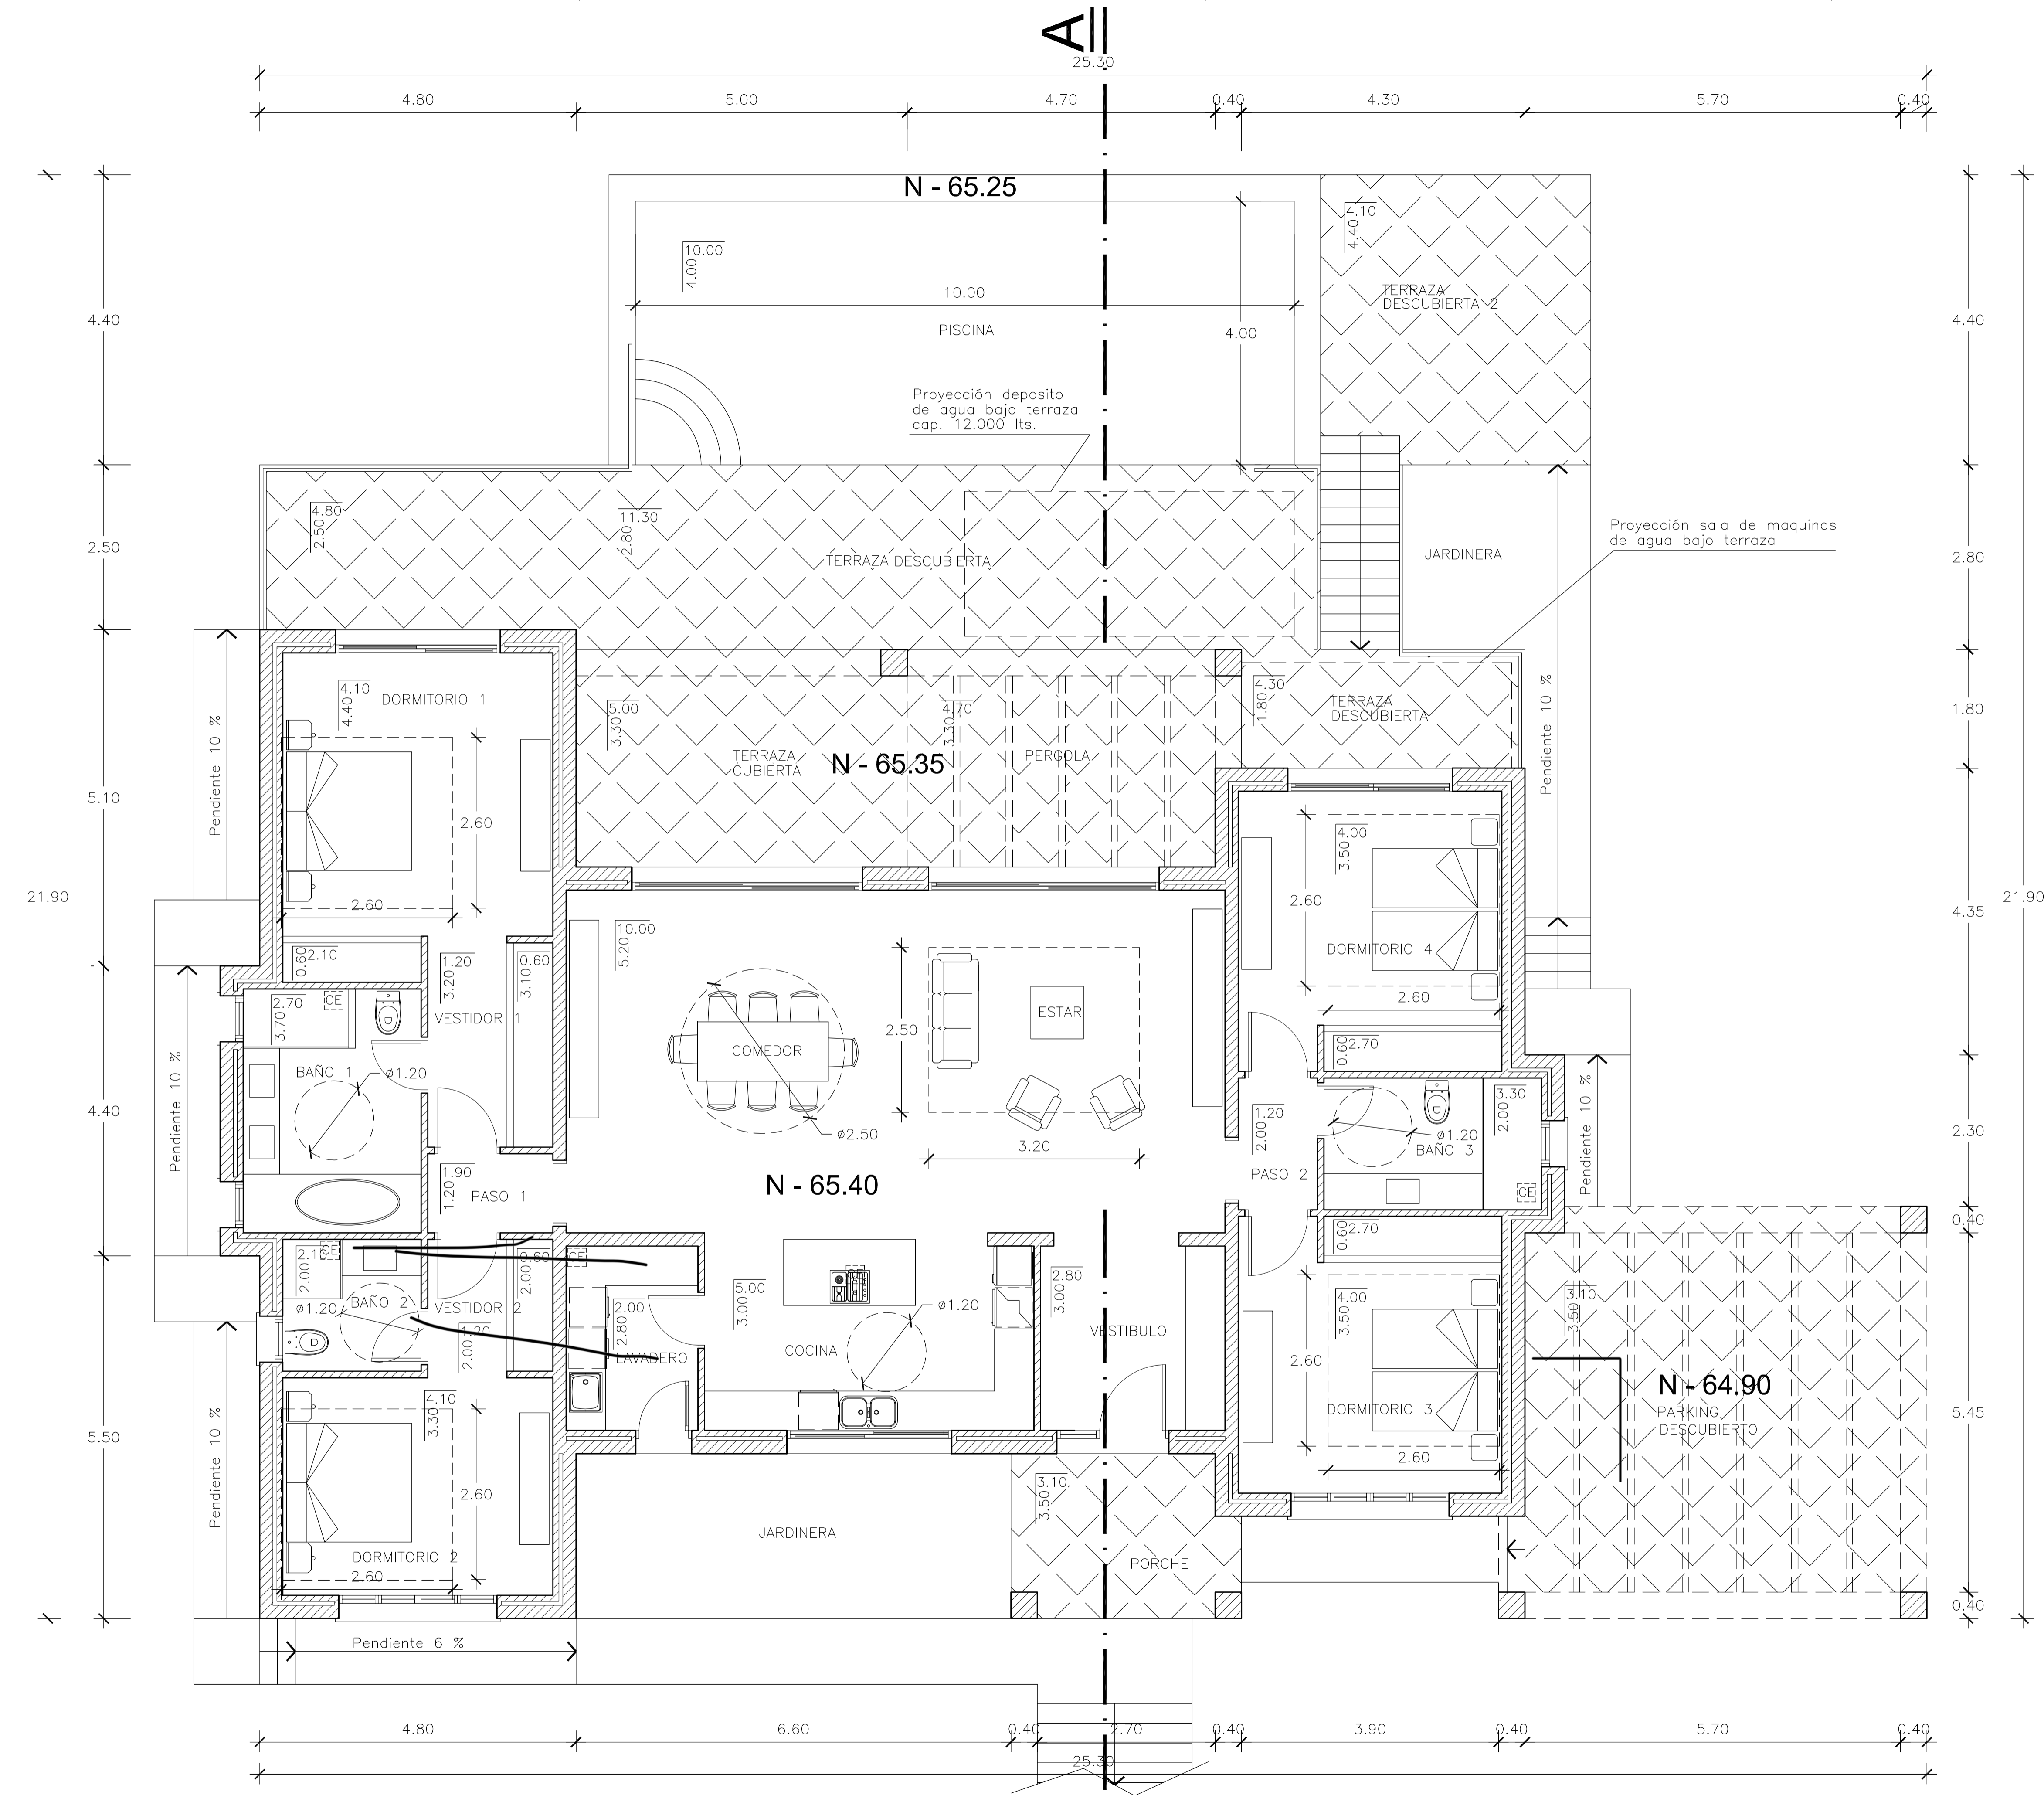 A
25.30
4.80
5.00
4.70
0.40
4.30
5.70
0.40
N - 65.25
4.10
4.40
10.00
4.00
TERRAZA
DESCUBIERTA 2
10.00
PISCINA
4.00
4.40
4.40
Proyección deposito
de agua bajo terraza
cap. 12.000 lts.
4.80
2.50
11.30
2.80
Proyección sala de maquinas
de agua bajo terraza
2.50
TERRAZA DESCUBIERTA
JARDINERA
2.80
4.10
4.40
DORMITORIO 1
5.00
3.30
4.70
3.30
4.30
1.80
TERRAZA
DESCUBIERTA
1.80
Pendiente 10 %
Pendiente 10 %
TERRAZA
CUBIERTA
N - 65.35
PERGOLA
5.10
2.60
4.00
3.50
21.90
2.60
2.60
4.35
21.90
10.00
5.20
0.60
2.10
1.20
3.20
0.60
3.10
DORMITORIO 4
2.60
2.70
3.70
CE
VESTIDOR 1
ESTAR
2.50
0.60
2.70
COMEDOR
BAÑO 1
ø1.20
Pendiente 10 %
Pendiente 10 %
4.40
1.20
2.00
3.30
2.00
ø2.50
ø1.20
2.30
3.20
BAÑO 3
1.90
1.20
PASO 1
N - 65.40
PASO 2
CE
0.40
2.10
2.00
CE
0.60
2.00
CE
0.60
2.70
2.80
3.00
5.00
3.00
CE
3.10
3.50
4.00
3.50
BAÑO 2
ø1.20
VESTIDOR 2
2.00
2.80
ø1.20
1.20
2.00
LAVADERO
COCINA
VESTIBULO
2.60
N - 64.90
4.10
3.30
DORMITORIO 3
PÁRKING
DESCUBIERTO
5.45
5.50
Pendiente 10 %
2.60
2.60
3.10
3.50
JARDINERA
DORMITORIO 2
PORCHE
2.60
0.40
Pendiente 6 %
4.80
6.60
0.40
2.70
0.40
3.90
0.40
5.70
0.40
25.30